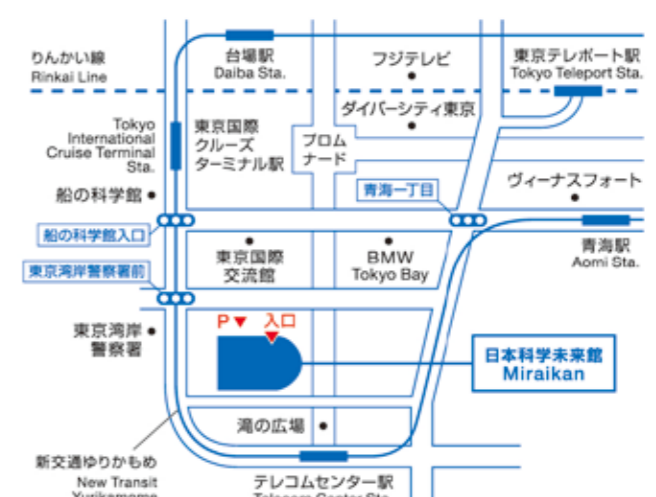 りんかい線
Rinkai Line
台場駅
Daiba Sta.
フジテレビ
東京テレポート駅
Tokyo Teleport Sta.
ダイバーシティ東京
Tokyo
International
Cruise Terminal
Sta.
東京国際
クルーズ
ターミナル駅
プロム
ナード
船の科学館
青海一丁目
ヴィーナスフォート
船の科学館入口
東京国際
交流館
BMW
Tokyo Bay
青海駅
Aomi Sta.
東京湾岸警察署前
P
入口
東京湾岸
警察署
日本科学未来館
Miraikan
滝の広場
新交通ゆりかもめ
New Transit
Yurikamome
テレコムセンター駅
Telecom Center Sta.